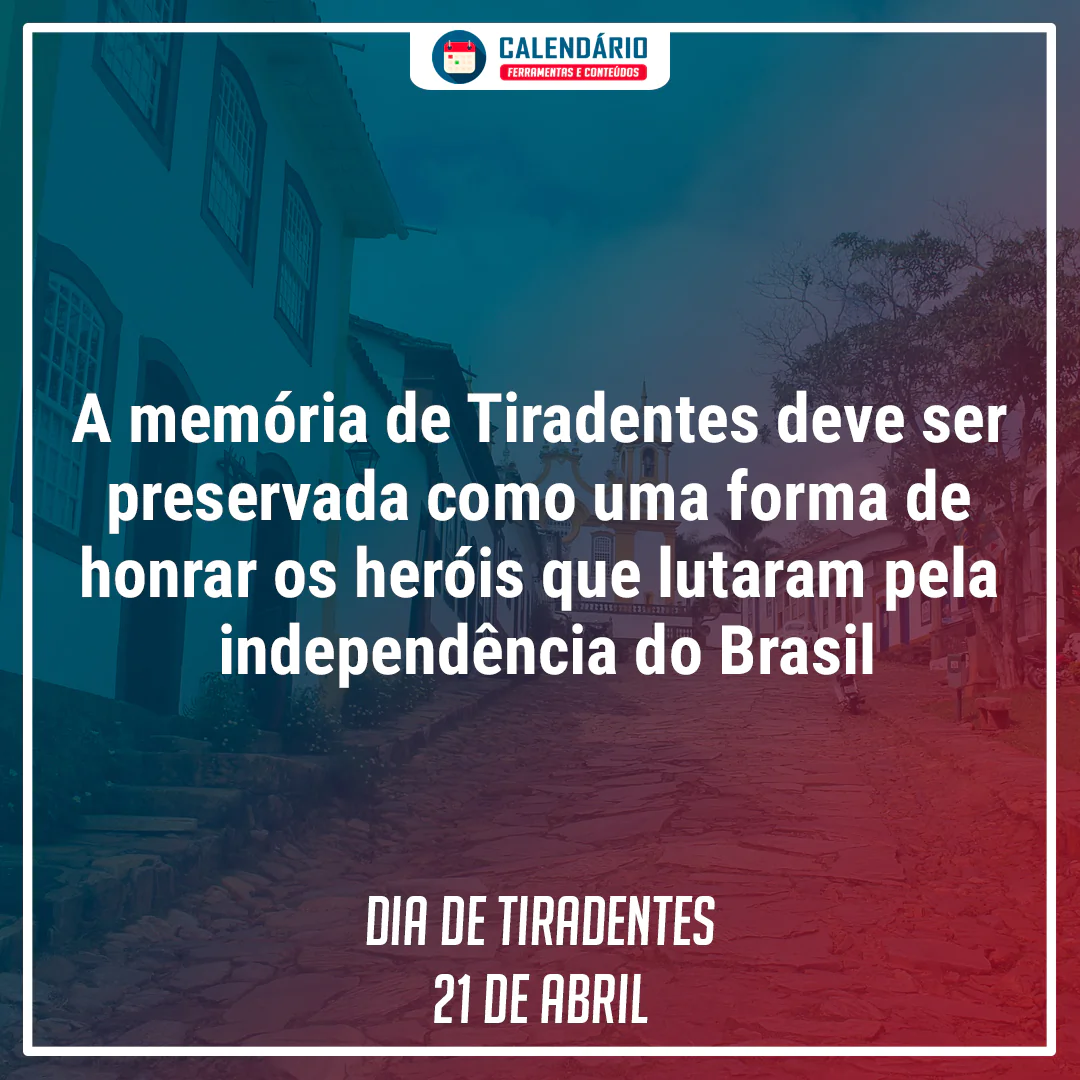 CALENDÁRIO
FERRAMENTAS E CONTEÚDOS
A memória de Tiradentes deve ser
preservada como uma forma de
honrar os heróis que lutaram pela
independência do Brasil
DIA DE TIRADENTES
21 DE ABRIL